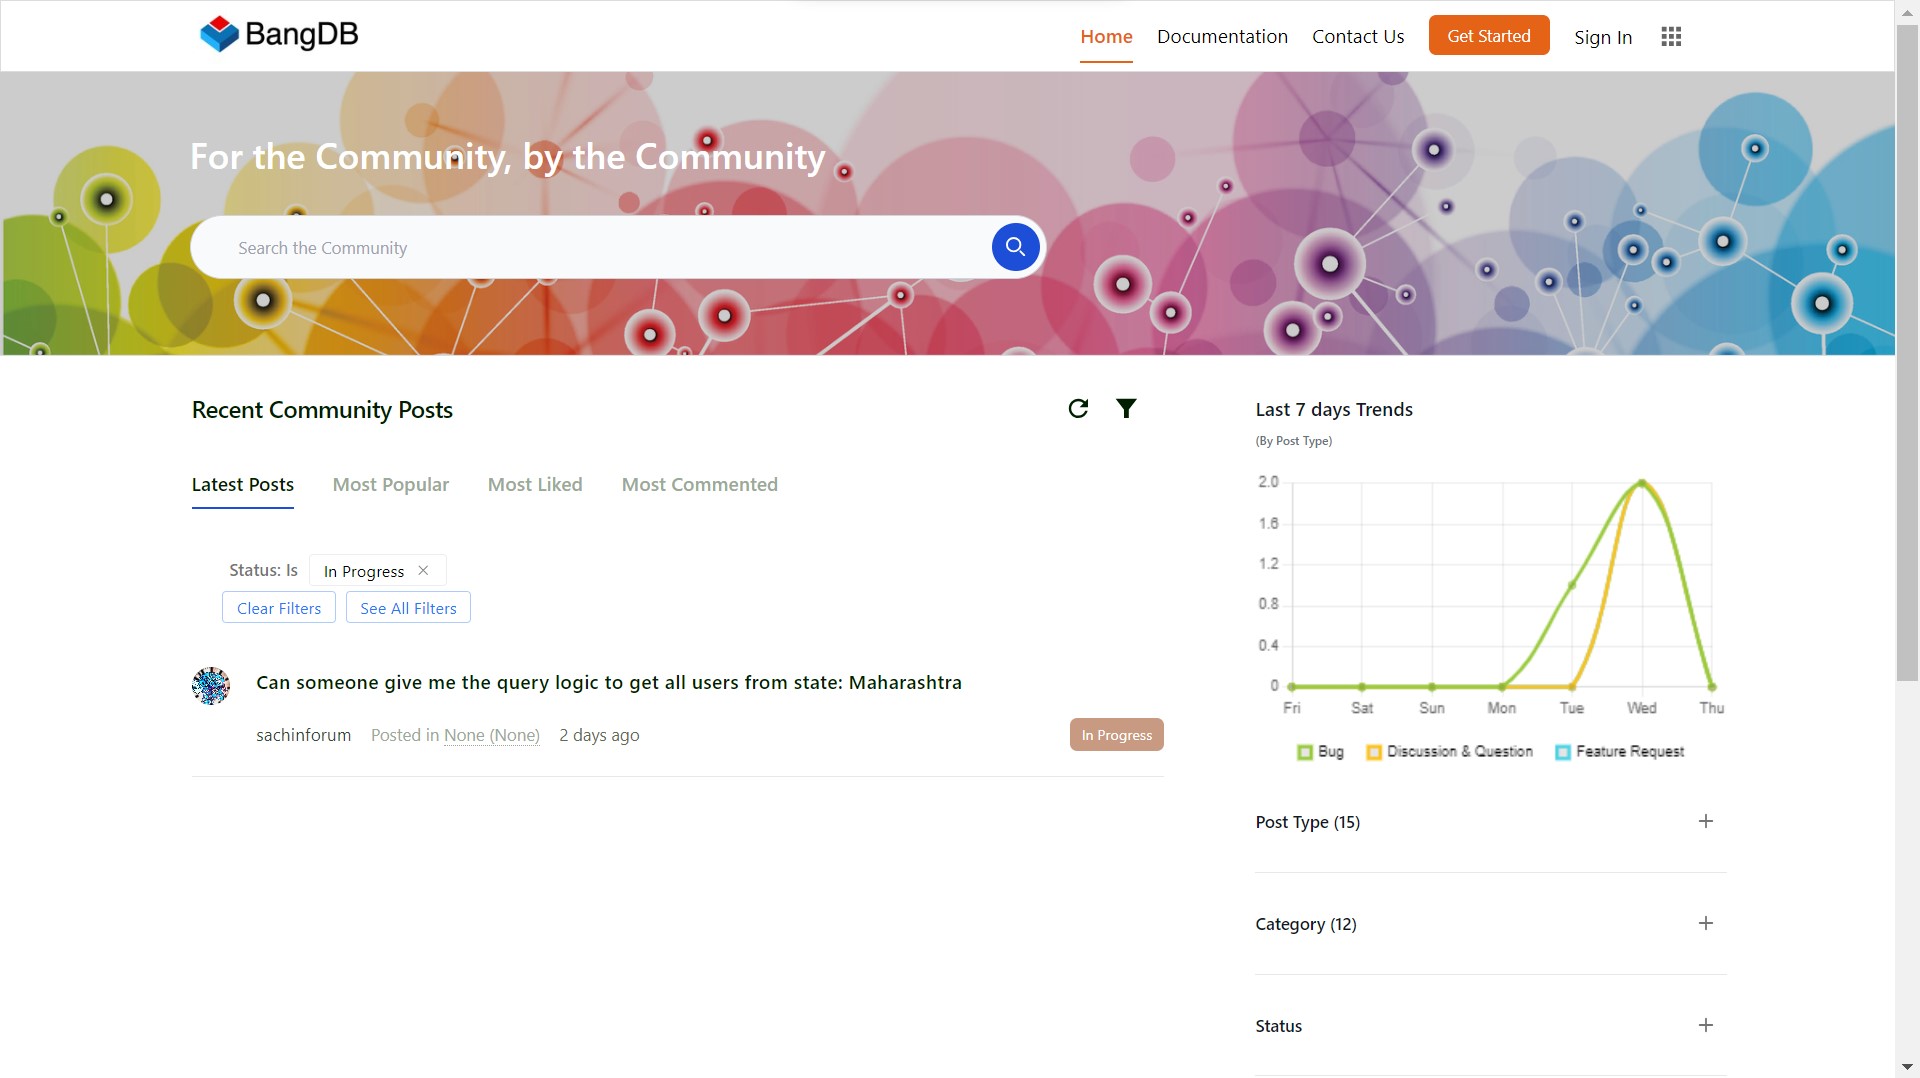 BangDB
Home Documentation Contact Us Get Started Sign In
For the Community, by the Community
Search the Community
Recent Community Posts
Latest Posts Most Popular Most Liked Most Commented
Status: Is In Progress
Clear Filters See All Filters
Can someone give me the query logic to get all users from state: Maharashtra
sachinforum Posted in None (None) 2 days ago In Progress
Last 7 days Trends
(By Post Type)
2.0
1.6
1.2
0.8
0.4
0
Fri Sat Sun Mon Tue Wed Thu
Bug Discussion & Question Feature Request
Post Type (15)
Category (12)
Status